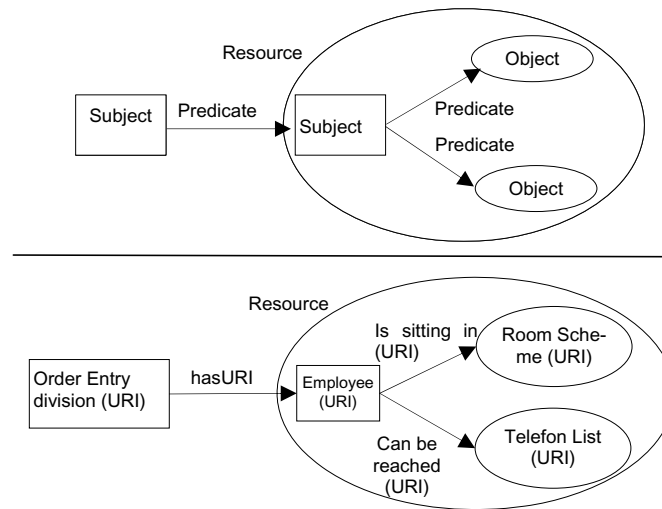 Resource
Object
Subject
Predicate
Subject
Predicate
Predicate
Object
Resource
Is sitting in
(URI)
Room Sche-
me (URI)
Order Entry
division (URI)
hasURI
Employee
(URI)
Can be
reached
(URI)
Telefon List
(URI)